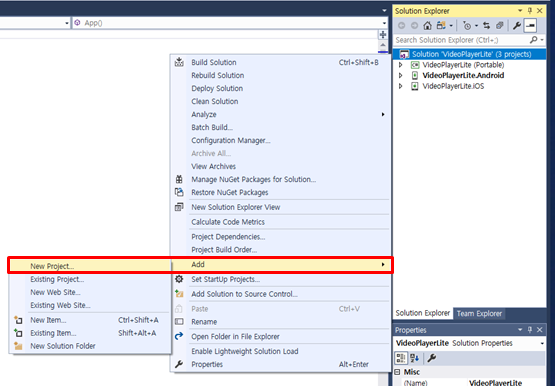 App()
Solution Explorer
Search Solution Explorer (Ctrl+;)
Solution 'VideoPlayerLite' (3 projects)
VideoPlayerLite (Portable)
VideoPlayerLite.Android
VideoPlayerLite.iOS
Build Solution Ctrl+Shift+B
Rebuild Solution
Deploy Solution
Clean Solution
Analyze
Batch Build...
Configuration Manager...
Archive All...
View Archives
Manage NuGet Packages for Solution...
Restore NuGet Packages
New Solution Explorer View
Calculate Code Metrics
Project Dependencies...
Project Build Order...
Add
Set StartUp Projects...
Add Solution to Source Control...
Paste Ctrl+V
Rename
Open Folder in File Explorer
Enable Lightweight Solution Load
Properties Alt+Enter
New Project...
Existing Project...
New Web Site...
Existing Web Site...
New Item... Ctrl+Shift+A
Existing Item... Shift+Alt+A
New Solution Folder
Solution Explorer Team Explorer
Properties
VideoPlayerLite Solution Properties
Misc
(Name) VideoPlayerLite